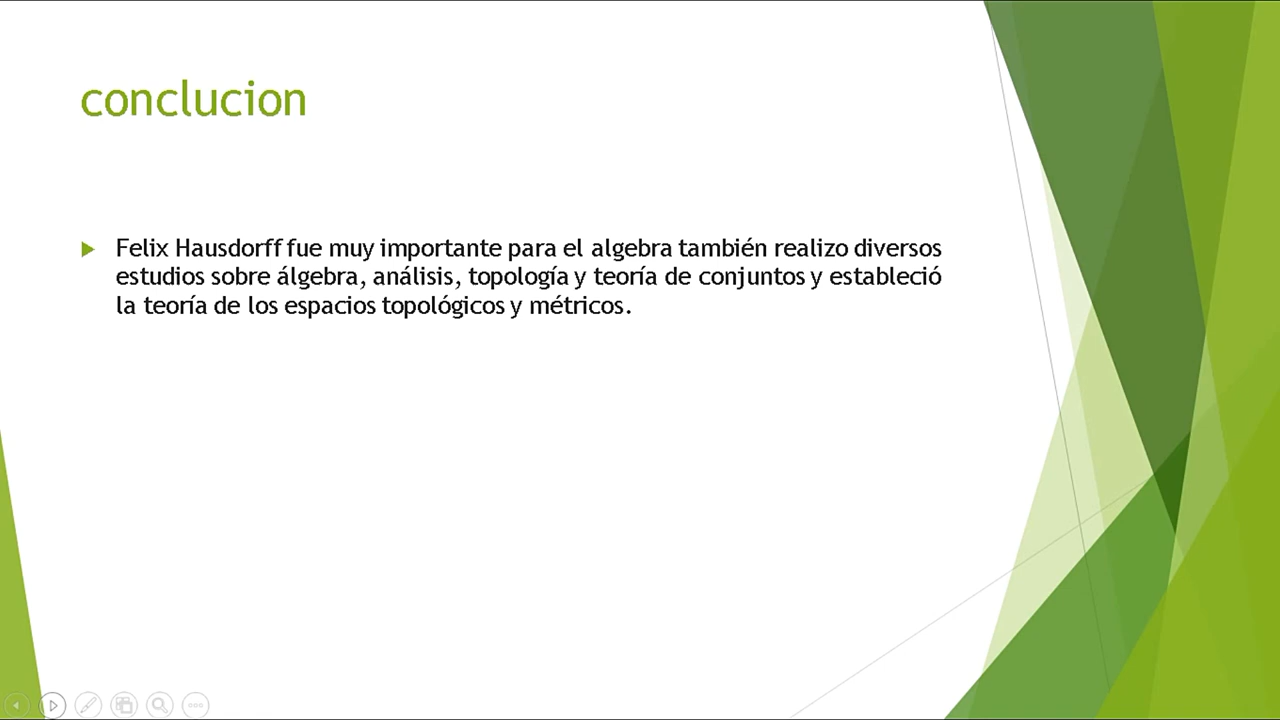 conclucion
Felix Hausdorff fue muy importante para el algebra también realizo diversos
estudios sobre álgebra, análisis, topología y teoría de conjuntos y estableció
la teoría de los espacios topológicos y métricos.